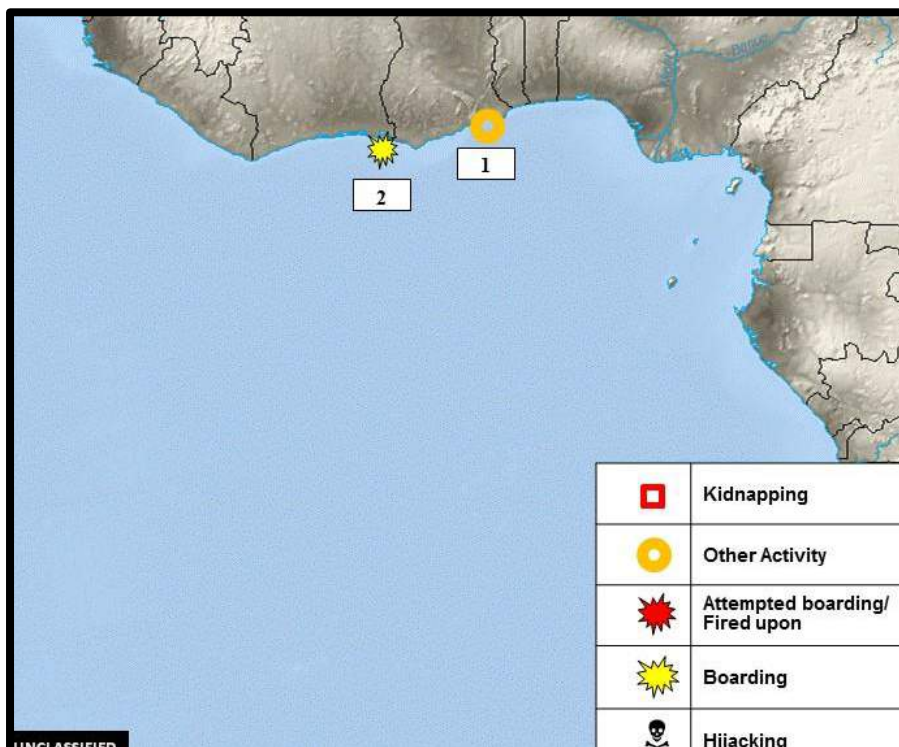 1
2
Kidnapping
Other Activity
Attempted boarding/
Fired upon
Boarding
Hijacking
UNCLASSIFIED